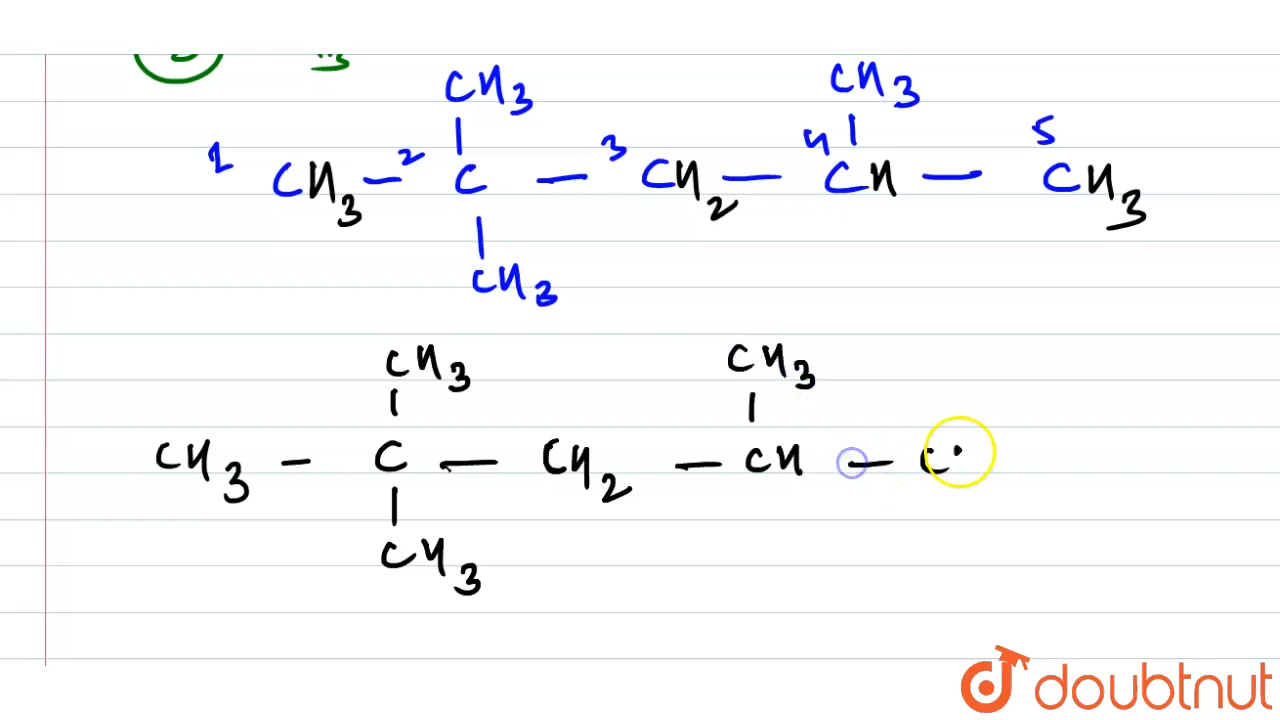 CH3 CH3
1 2 3 4 5
CH3 - C - CH2 - CH - CH3
CH3
CH3 CH3
CH3 - C - CH2 - CH - C
CH3
doubtnut